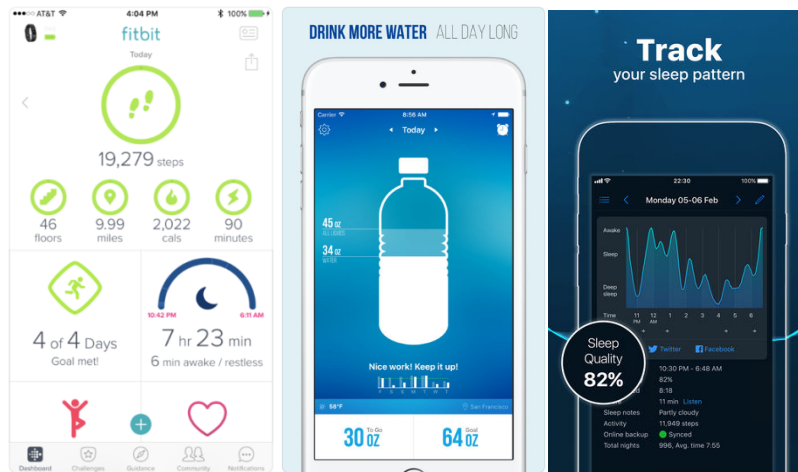 AT&T 4:04 PM 100%
fitbit
Today
19,279 steps
46 9.99 2,022 90
floors miles cals minutes
10:42 PM 6:11 AM
4 of 4 Days
Goal met!
7 hr 23 min
6 min awake / restless
Dashboard Challenges Guidance Community Notifications
DRINK MORE WATER ALL DAY LONG
Carrier 8:56 AM
Today
45 OZ
ALL LIQUIDS
34 OZ
WATER
Nice work! Keep it up!
F S S M T W T
58°F San Francisco
30 To Go OZ
64 Goal OZ
Track
your sleep pattern
22:30 100%
Monday 05-06 Feb
Awake
Sleep
Deep
sleep
Time 11 12 1 2 3 4 5 6
PM AM
Twitter Facebook
Sleep
Quality
82%
10:30 PM - 6:48 AM
82%
8:18
11 min Listen
Sleep notes Partly cloudy
Activity 11,949 steps
Online backup Synced
Total nights 996, Avg. time 7:55